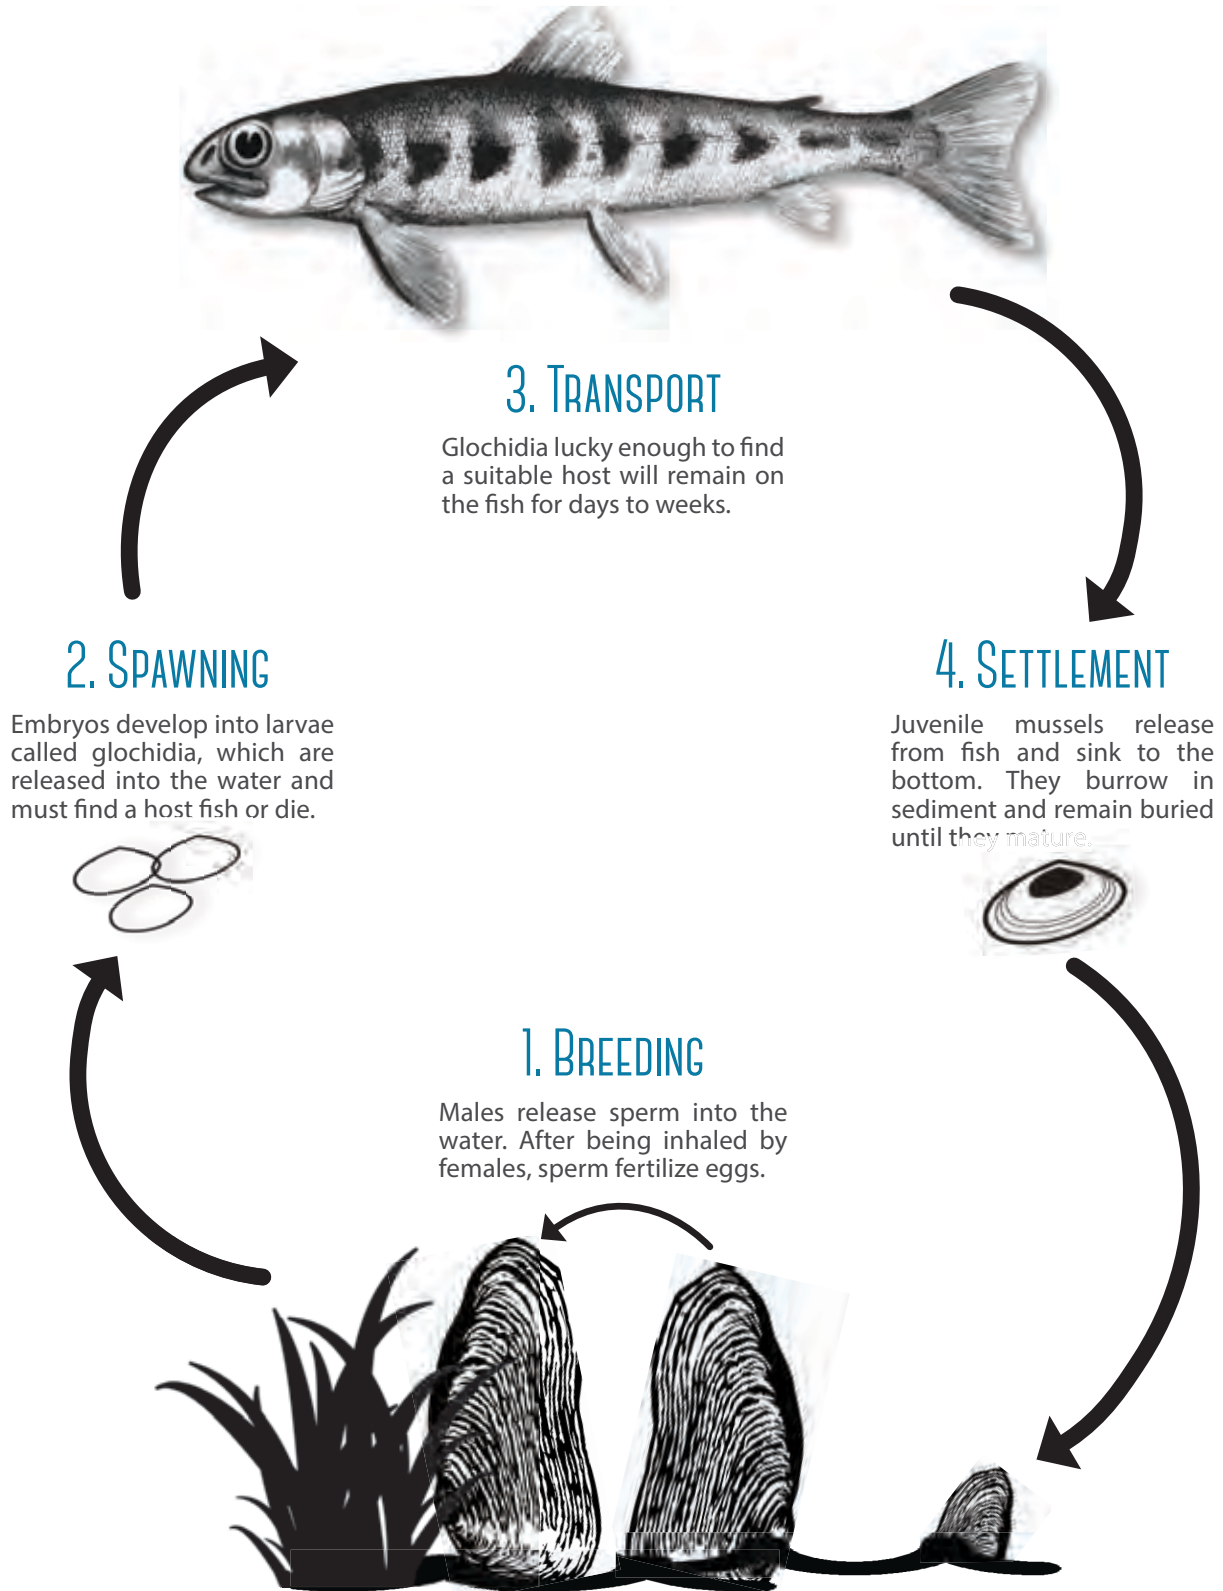 3. Transport
Glochidia lucky enough to find
a suitable host will remain on
the fish for days to weeks.
2. Spawning
Embryos develop into larvae
called glochidia, which are
released into the water and
must find a host fish or die.
4. Settlement
Juvenile mussels release
from fish and sink to the
bottom. They burrow in
sediment and remain buried
until they mature.
1. Breeding
Males release sperm into the
water. After being inhaled by
females, sperm fertilize eggs.